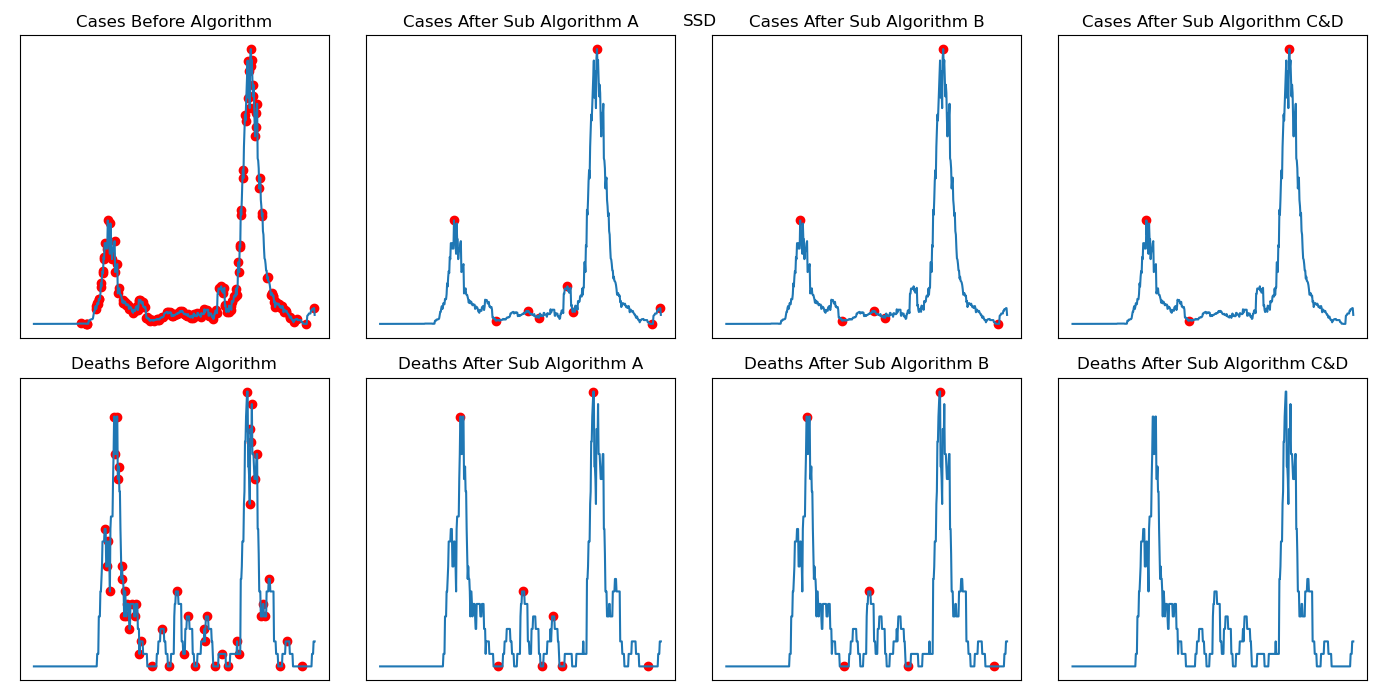 SSD
Cases Before Algorithm
Cases After Sub Algorithm A
Cases After Sub Algorithm B
Cases After Sub Algorithm C&D
Deaths Before Algorithm
Deaths After Sub Algorithm A
Deaths After Sub Algorithm B
Deaths After Sub Algorithm C&D